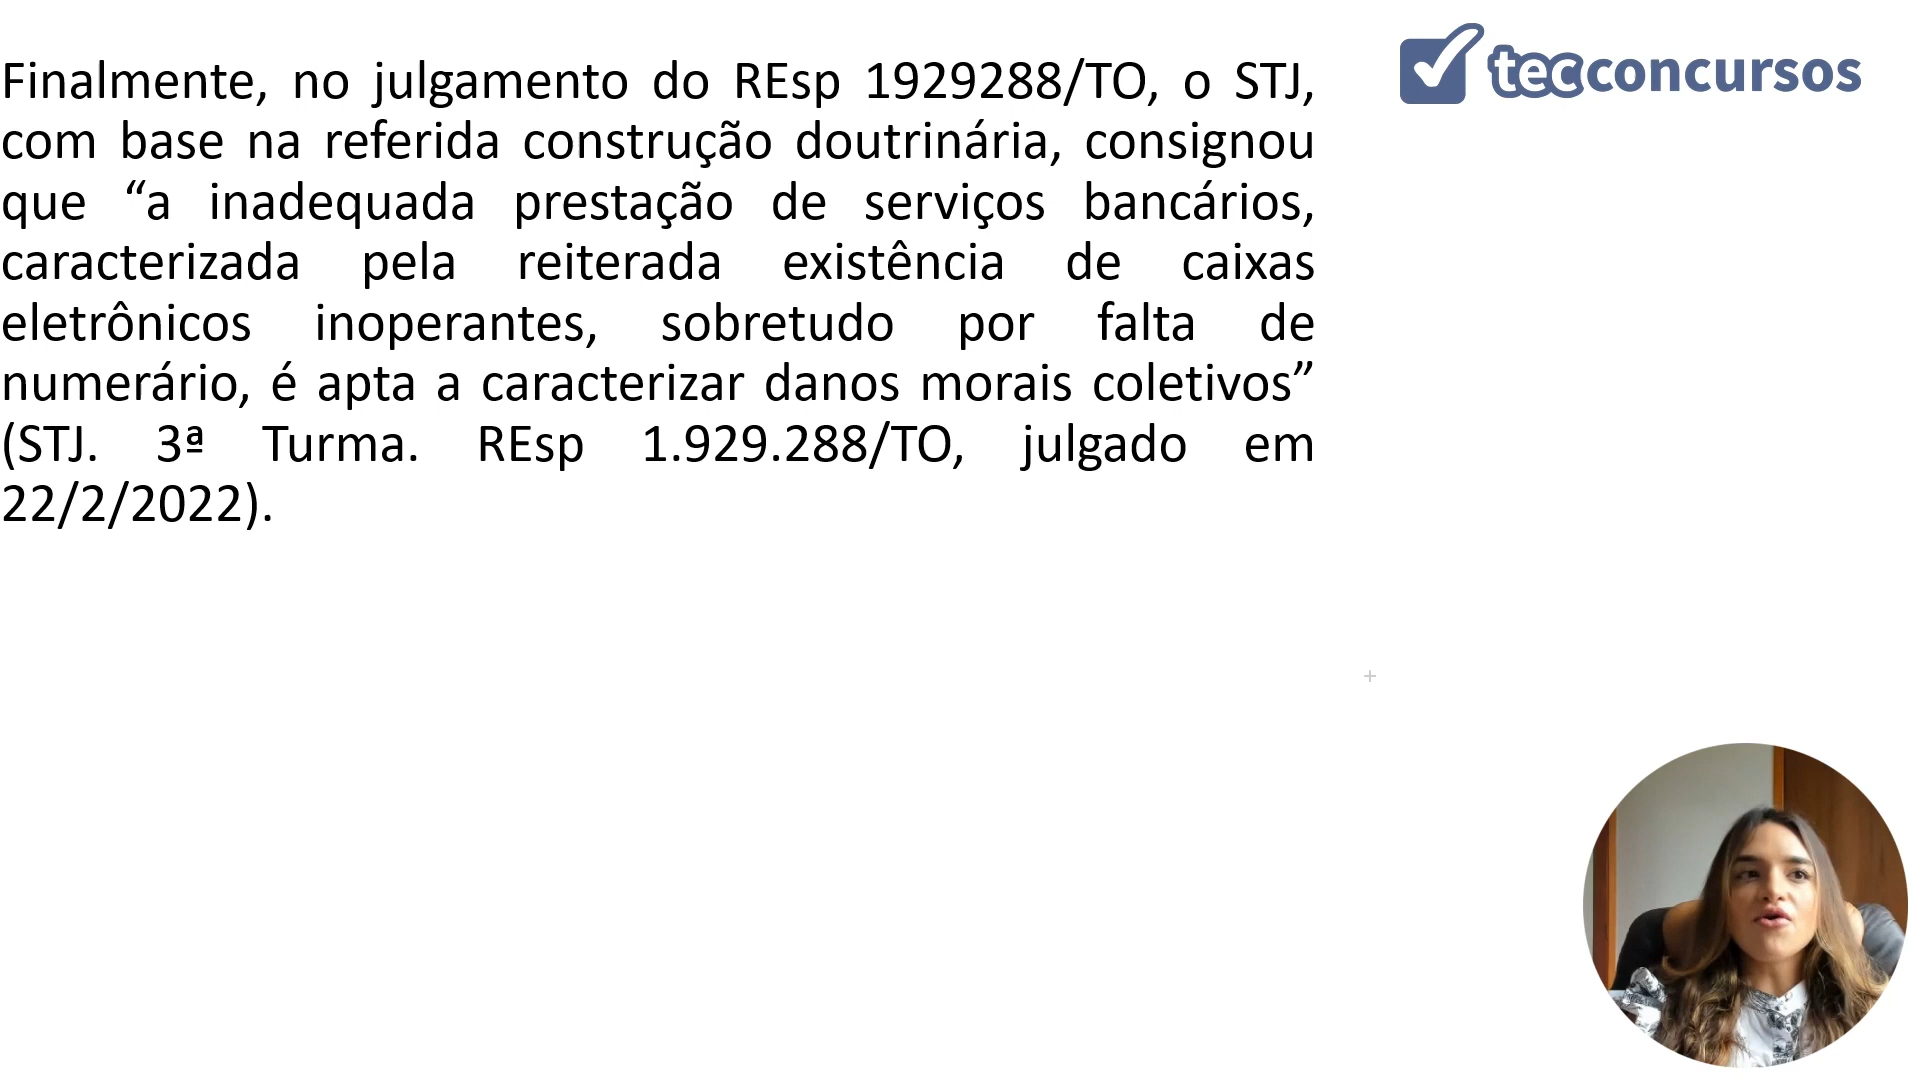 Finalmente, no julgamento do REsp 1929288/TO, o STJ,
com base na referida construção doutrinária, consignou
que “a inadequada prestação de serviços bancários,
caracterizada pela reiterada existência de caixas
eletrônicos inoperantes, sobretudo por falta de
numerário, é apta a caracterizar danos morais coletivos”
(STJ. 3ª Turma. REsp 1.929.288/TO, julgado em
22/2/2022).
tecconcursos